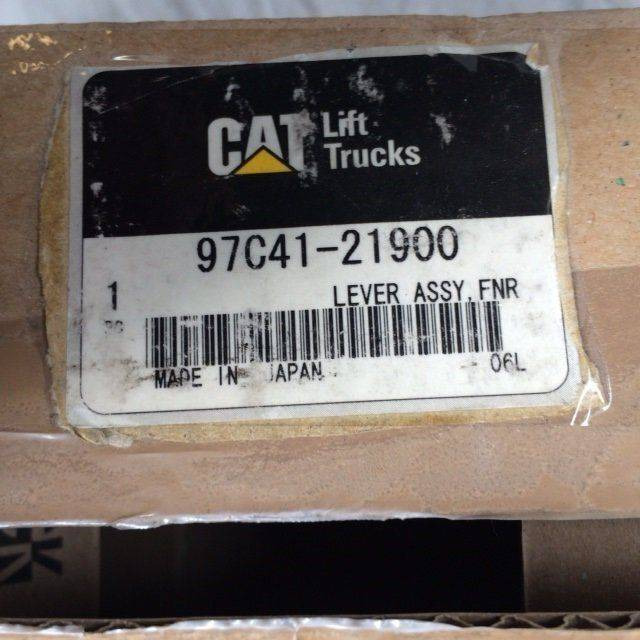 CAT Lift
Trucks
97C41-21900
1
LEVER ASSY,FNR
MADE IN JAPAN
06L